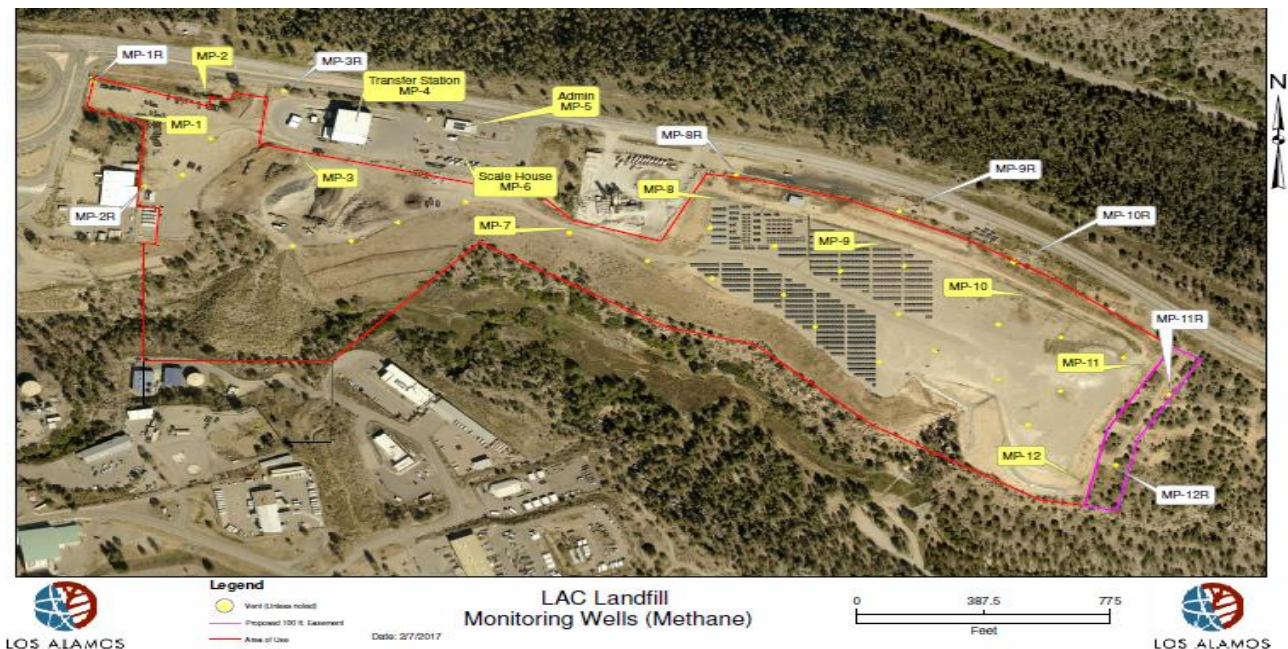 MP-1R
MP-2
MP-3R
Transfer Station
MP-4
Admin
MP-5
N
MP-1
MP-8R
MP-9R
MP-3
Scale House
MP-6
MP-8
MP-2R
MP-7
MP-9
MP-10R
MP-10
MP-11R
MP-11
MP-12
MP-12R
LOS ALAMOS
Legend
Vent (Unless noted)
Proposed 100 ft. Easement
Area of Use
Date: 2/7/2017
LAC Landfill
Monitoring Wells (Methane)
0 387.5 775
Feet
LOS ALAMOS